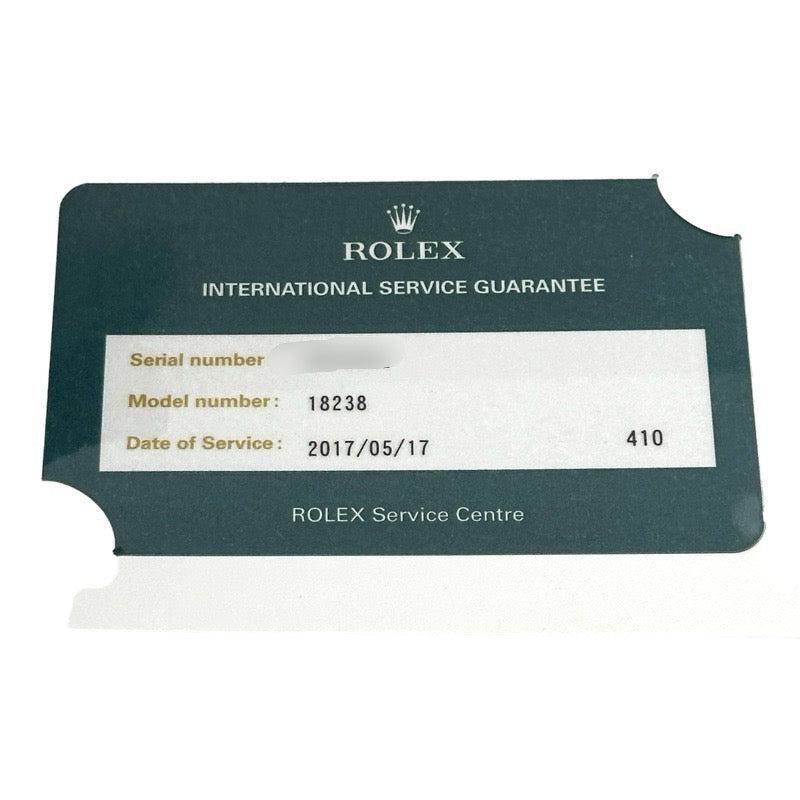 ROLEX
INTERNATIONAL SERVICE GUARANTEE
Serial number
Model number: 18238
Date of Service: 2017/05/17 410
ROLEX Service Centre